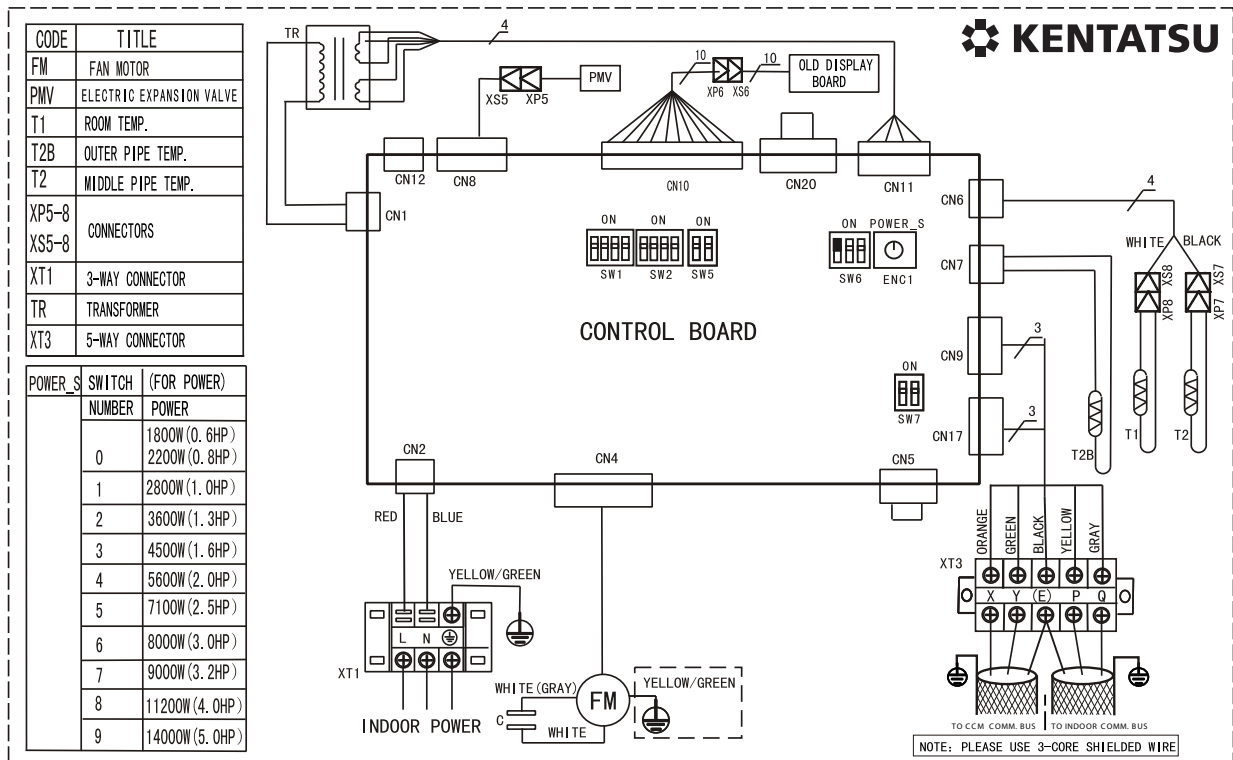 KENTATSU
CODE TITLE
FM FAN MOTOR
PMV ELECTRIC EXPANSION VALVE
T1 ROOM TEMP.
T2B OUTER PIPE TEMP.
T2 MIDDLE PIPE TEMP.
XP5-8
XS5-8
CONNECTORS
XT1 3-WAY CONNECTOR
TR TRANSFORMER
XT3 5-WAY CONNECTOR
POWER_S SWITCH (FOR POWER)
NUMBER POWER
1800W(0.6HP)
0 2200W(0.8HP)
1 2800W(1.0HP)
2 3600W(1.3HP)
3 4500W(1.6HP)
4 5600W(2.0HP)
5 7100W(2.5HP)
6 8000W(3.0HP)
7 9000W(3.2HP)
8 11200W(4.0HP)
9 14000W(5.0HP)
TR
4
XS5 XP5
PMV
10
XP6 XS6
10
OLD DISPLAY
BOARD
CN12
CN8
CN10
CN20
CN11
CN1
CN6
CN7
CN9
CN17
ON
SW1
ON
SW2
ON
SW5
ON
SW6
POWER_S
ENC1
CONTROL BOARD
ON
SW7
CN2
CN4
CN5
4
WHITE
BLACK
XS8
XP8
XS7
XP7
3
3
T1
T2
T2B
RED
BLUE
YELLOW/GREEN
L N
XT1
INDOOR POWER
WHITE(GRAY)
C
WHITE
FM
YELLOW/GREEN
ORANGE
GREEN
BLACK
YELLOW
GRAY
XT3
X Y (E) P Q
TO CCM COMM. BUS
TO INDOOR COMM. BUS
NOTE: PLEASE USE 3-CORE SHIELDED WIRE